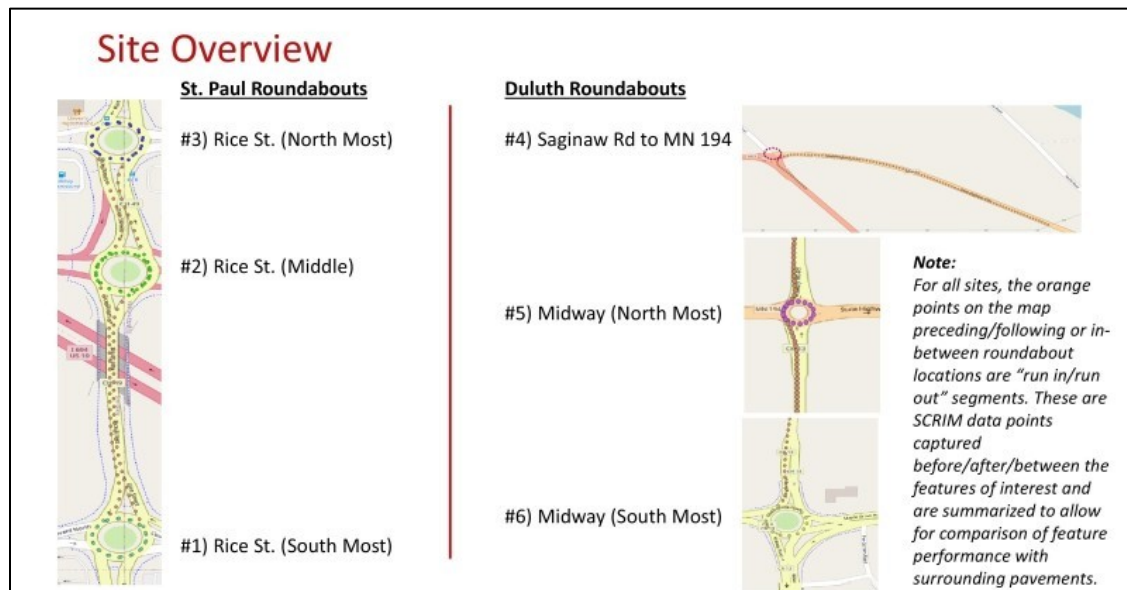 Site Overview
St. Paul Roundabouts
#3) Rice St. (North Most)
#2) Rice St. (Middle)
#1) Rice St. (South Most)
Duluth Roundabouts
#4) Saginaw Rd to MN 194
#5) Midway (North Most)
#6) Midway (South Most)
Note:
For all sites, the orange
points on the map
preceding/following or in-
between roundabout
locations are “run in/run
out” segments. These are
SCRIM data points
captured
before/after/between the
features of interest and
are summarized to allow
for comparison of feature
performance with
surrounding pavements.